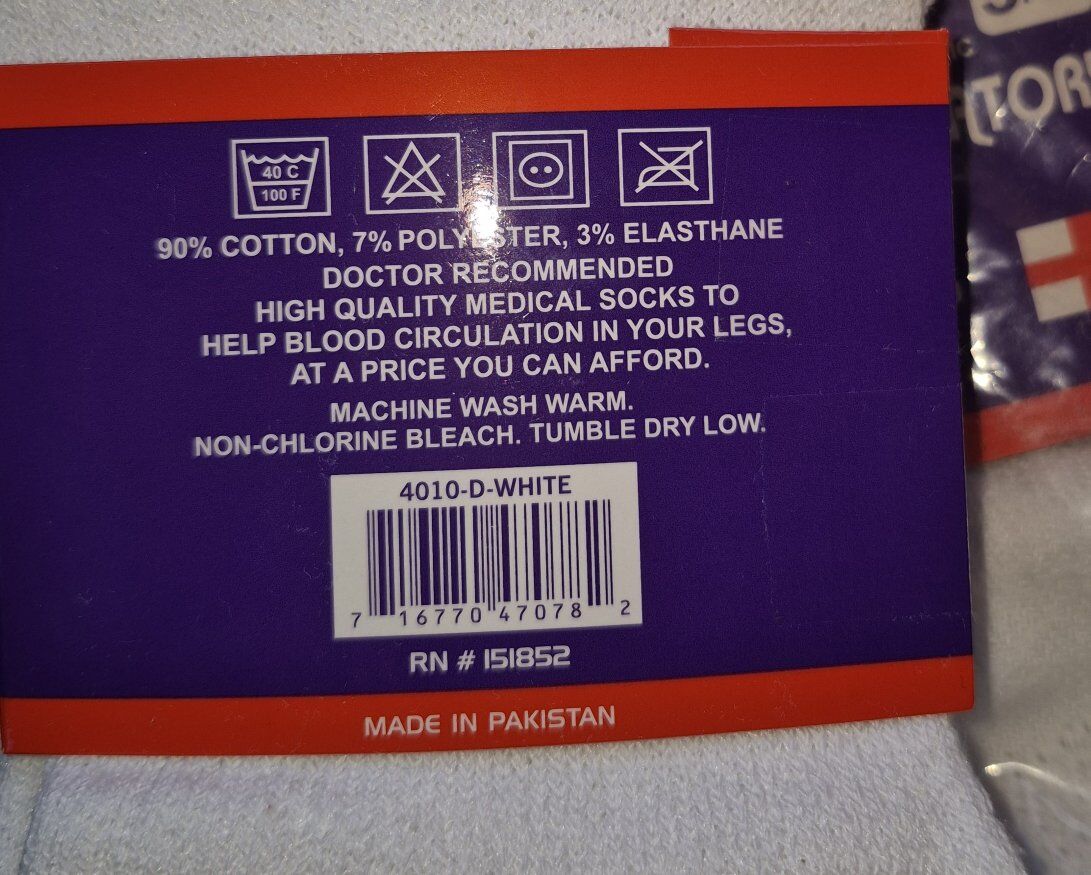 40 C
100 F
90% COTTON, 7% POLYESTER, 3% ELASTHANE
DOCTOR RECOMMENDED
HIGH QUALITY MEDICAL SOCKS TO
HELP BLOOD CIRCULATION IN YOUR LEGS,
AT A PRICE YOU CAN AFFORD.
MACHINE WASH WARM.
NON-CHLORINE BLEACH. TUMBLE DRY LOW.
4010-D-WHITE
7 16770 47078 2
RN # 151852
MADE IN PAKISTAN